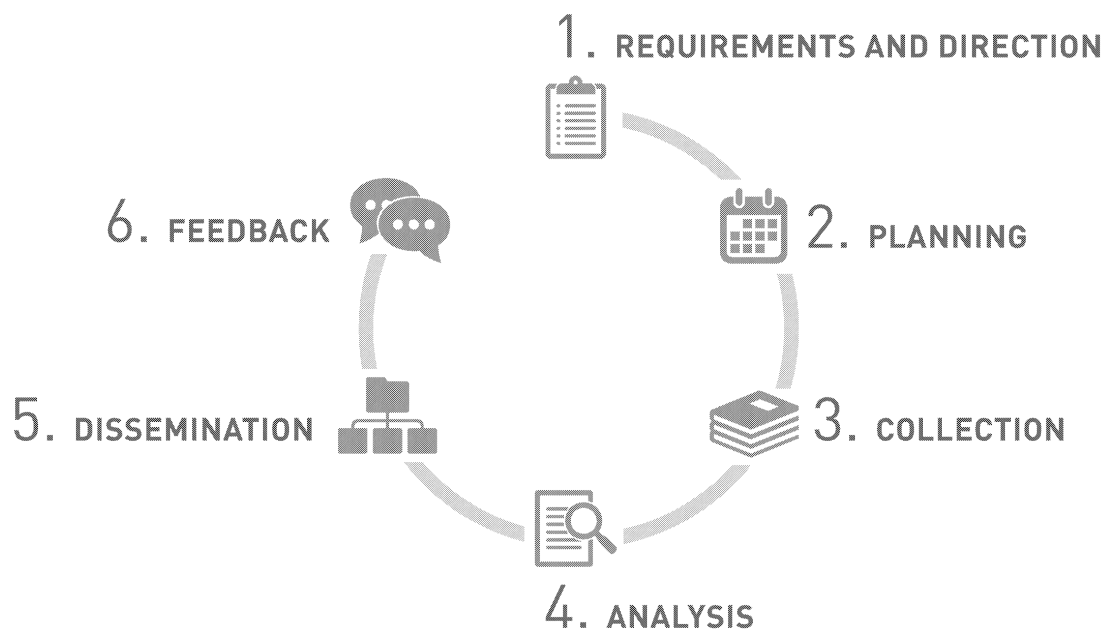 1. REQUIREMENTS AND DIRECTION
2. PLANNING
3. COLLECTION
4. ANALYSIS
5. DISSEMINATION
6. FEEDBACK